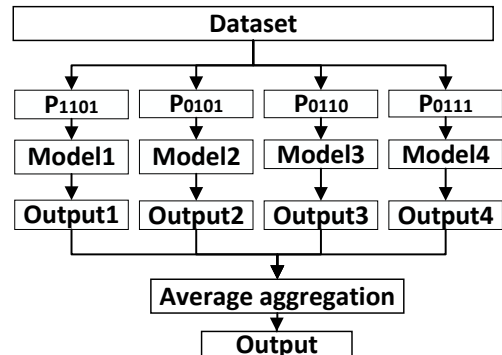 Dataset
P1101 P0101 P0110 P0111
Model1 Model2 Model3 Model4
Output1 Output2 Output3 Output4
Average aggregation
Output